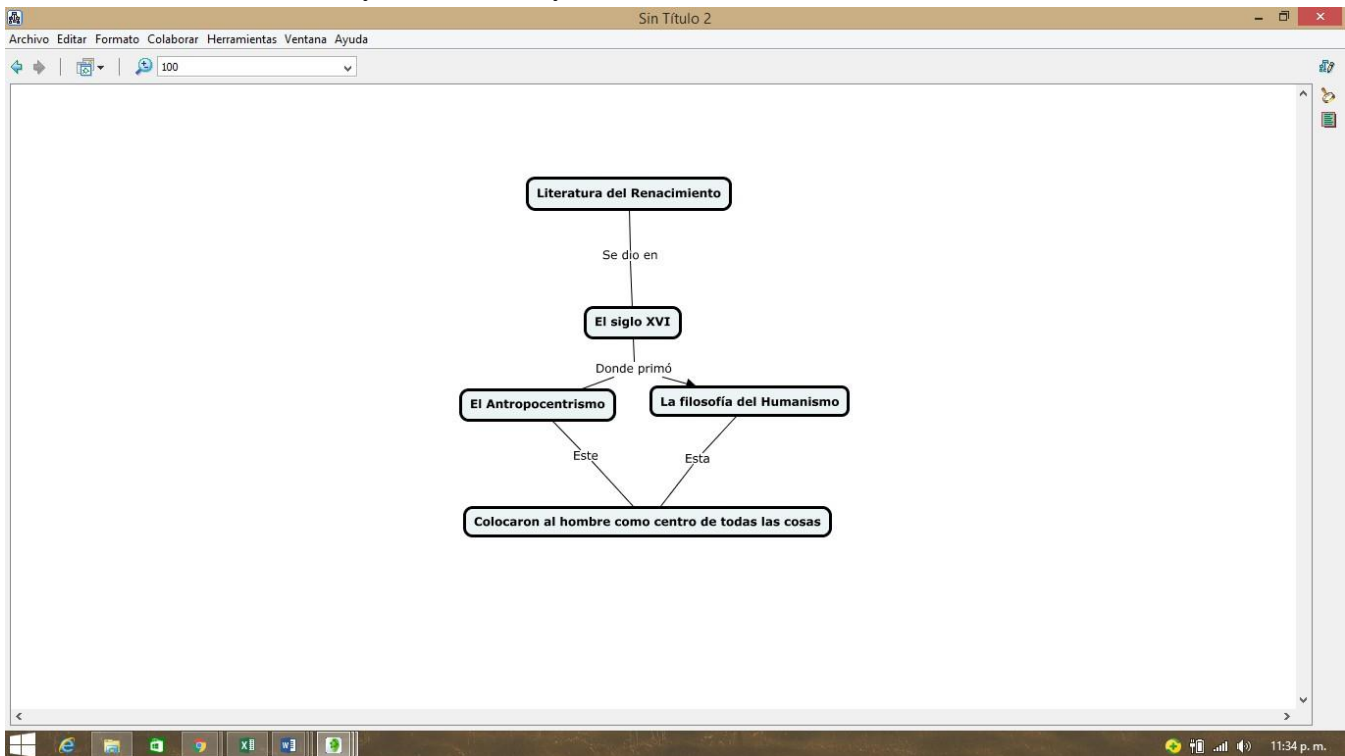 Sin Título 2
Archivo Editar Formato Colaborar Herramientas Ventana Ayuda
100
Literatura del Renacimiento
Se dio en
El siglo XVI
Donde primó
El Antropocentrismo
La filosofía del Humanismo
Este
Esta
Colocaron al hombre como centro de todas las cosas
11:34 p. m.